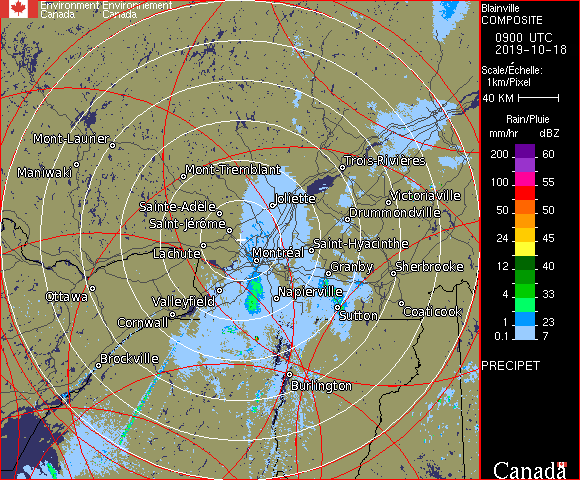 Environment Environnement
Canada Canada
Blainville
COMPOSITE
0900 UTC
2019-10-18
Scale/Échelle:
1km/Pixel
40 KM
Rain/Pluie
mm/hr dBZ
200 60
100 55
50 50
24 45
12 40
4 33
1 23
0.1 7
PRECIPET
Canada
Mont-Laurier
Maniwaki
Mont-Tremblant
Trois-Rivières
Joliette
Victoriaville
Sainte-Adèle
Drummondville
Saint-Jérôme
Saint-Hyacinthe
Lachute
Montréal
Granby
Sherbrooke
Ottawa
Valleyfield
Napierville
Coaticook
Cornwall
Sutton
Brockville
Burlington